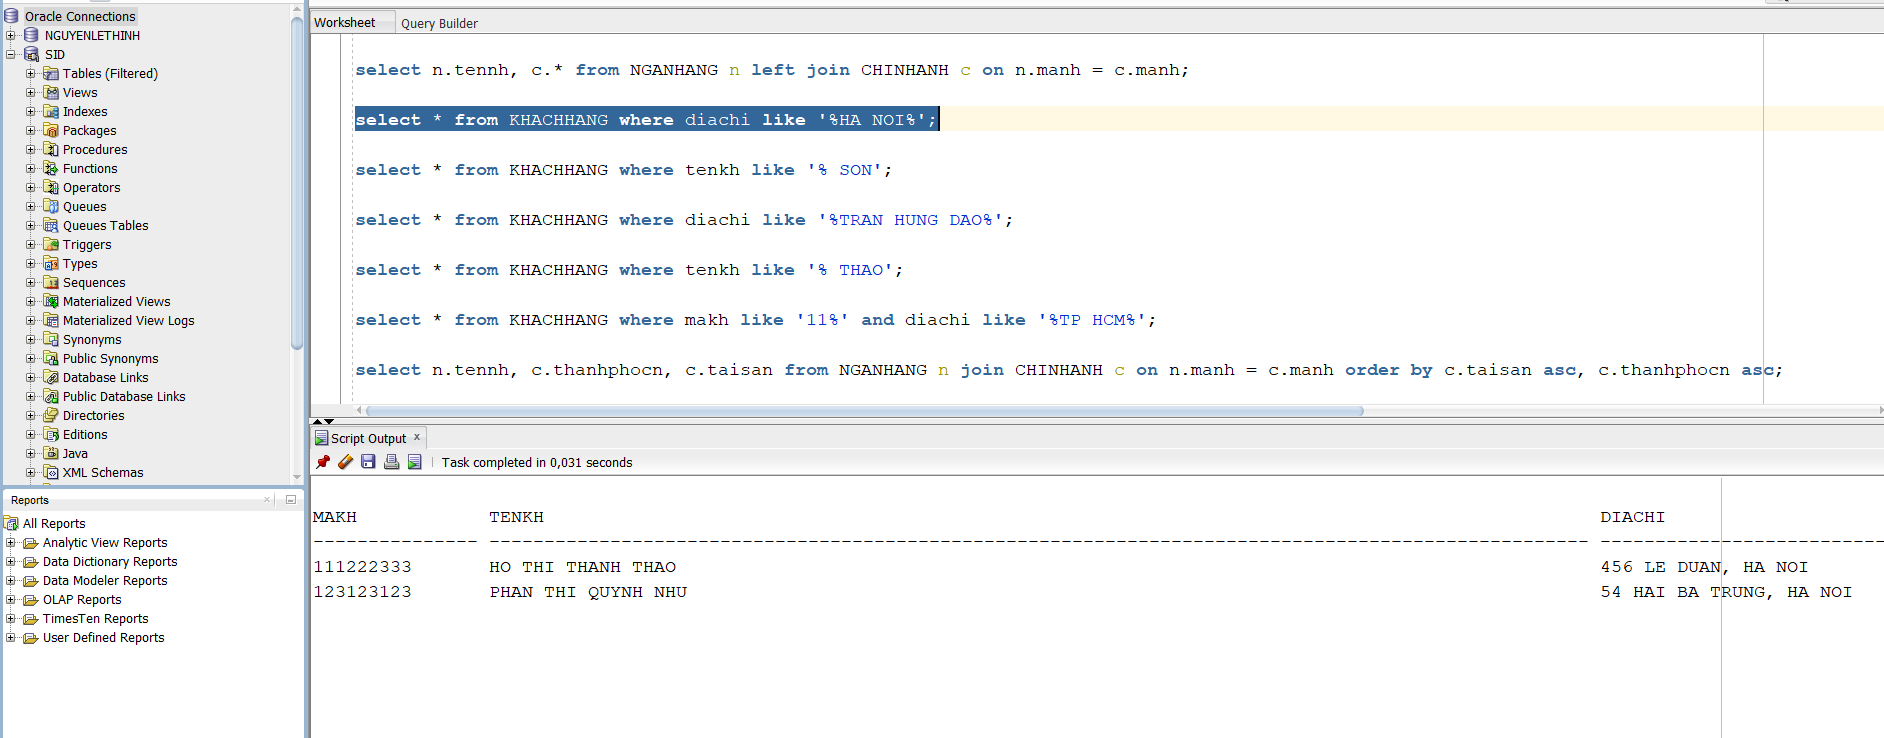 Oracle Connections
NGUYENLETHINH
SID
Tables (Filtered)
Views
Indexes
Packages
Procedures
Functions
Operators
Queues
Queues Tables
Triggers
Types
Sequences
Materialized Views
Materialized View Logs
Synonyms
Public Synonyms
Database Links
Public Database Links
Directories
Editions
Java
XML Schemas
Reports
All Reports
Analytic View Reports
Data Dictionary Reports
Data Modeler Reports
OLAP Reports
TimesTen Reports
User Defined Reports
Worksheet Query Builder
select n.tennh, c.* from NGANHANG n left join CHINHANH c on n.manh = c.manh;
select * from KHACHHANG where diachi like '%HA NOI%';
select * from KHACHHANG where tenkh like '% SON';
select * from KHACHHANG where diachi like '%TRAN HUNG DAO%';
select * from KHACHHANG where tenkh like '% THAO';
select * from KHACHHANG where makh like '11%' and diachi like '%TP HCM%';
select n.tennh, c.thanhphocn, c.taisan from NGANHANG n join CHINHANH c on n.manh = c.manh order by c.taisan asc, c.thanhphocn asc;
Script Output
Task completed in 0,031 seconds
MAKH TENKH DIACHI
111222333 HO THI THANH THAO 456 LE DUAN, HA NOI
123123123 PHAN THI QUYNH NHU 54 HAI BA TRUNG, HA NOI